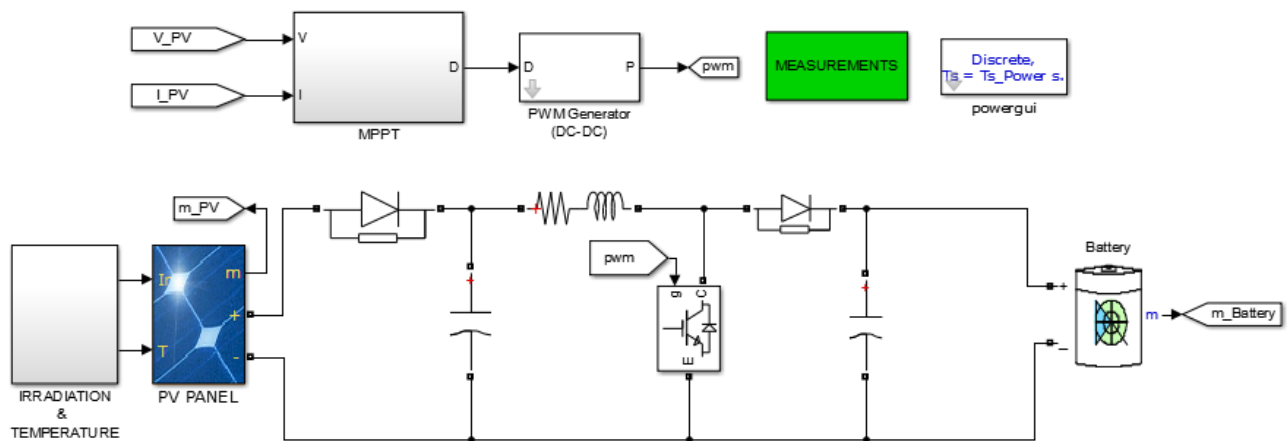 V_PV
V
I_PV
I
D
MPPT
D
P
PWM Generator
(DC-DC)
pwm
MEASUREMENTS
Discrete,
Ts = Ts_Power s.
powergui
m_PV
IRRADIATION
&
TEMPERATURE
Ir
T
m
+
-
PV PANEL
+
pwm
g
C
E
+
+
+
Battery
+
_
m
m_Battery